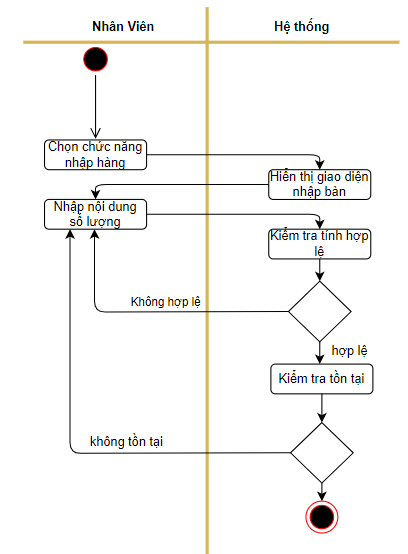 Nhân Viên
Hệ thống
Chọn chức năng
nhập hàng
Hiển thị giao diện
nhập bàn
Nhập nội dung
số lượng
Kiểm tra tính hợp
lệ
Không hợp lệ
hợp lệ
Kiểm tra tồn tại
không tồn tại